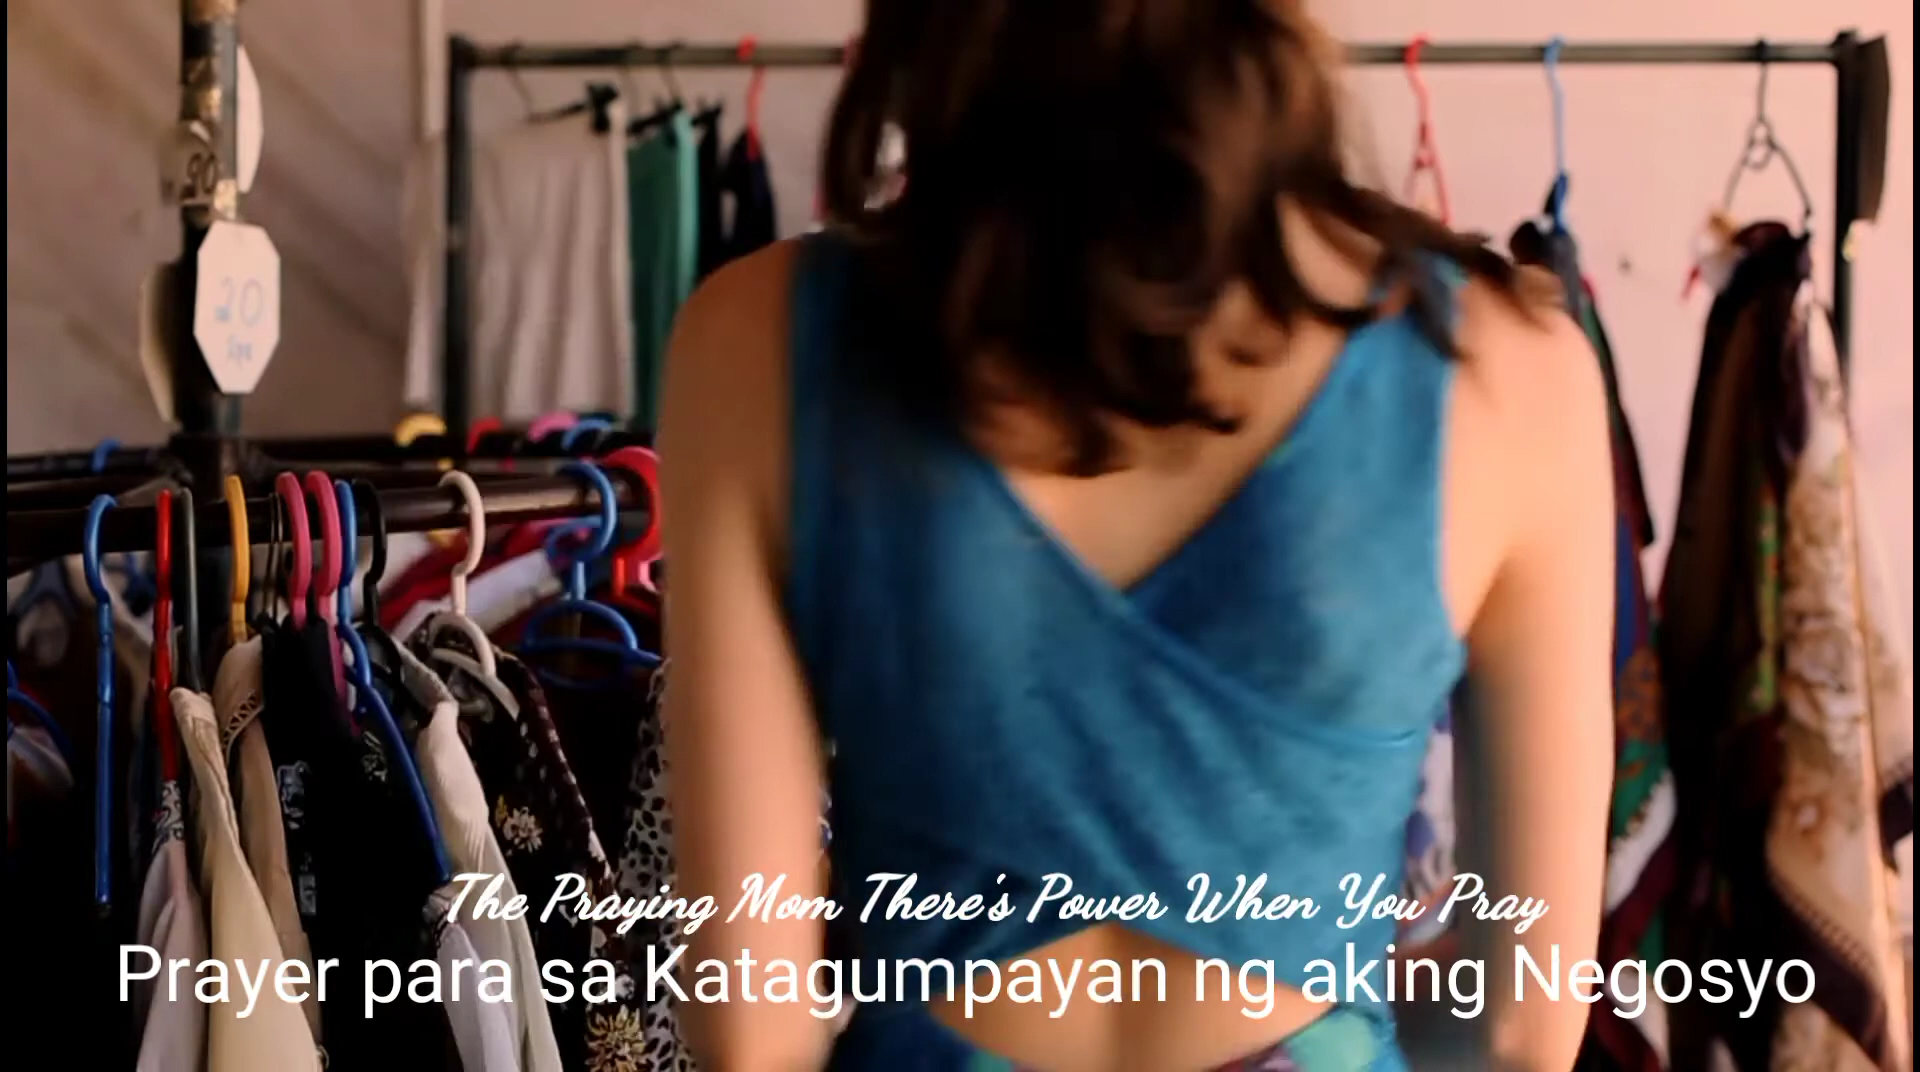 20
The Praying Mom There's Power When You Pray
Prayer para sa Katagumpayan ng aking Negosyo